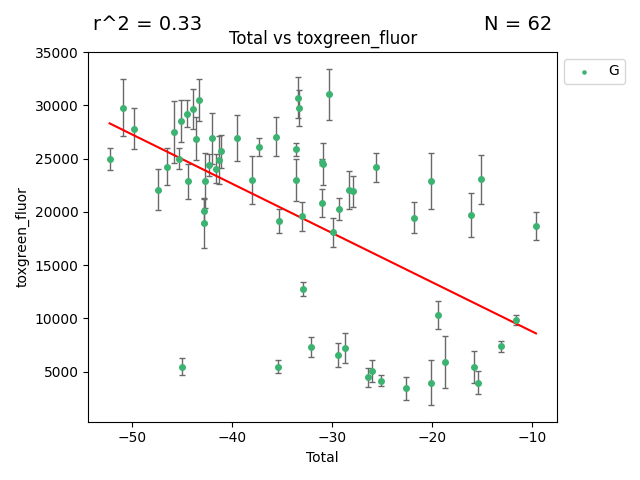 r^2 = 0.33
N = 62
Total vs toxgreen_fluor
G
35000
30000
25000
20000
15000
10000
5000
toxgreen_fluor
−50
−40
−30
−20
−10
Total